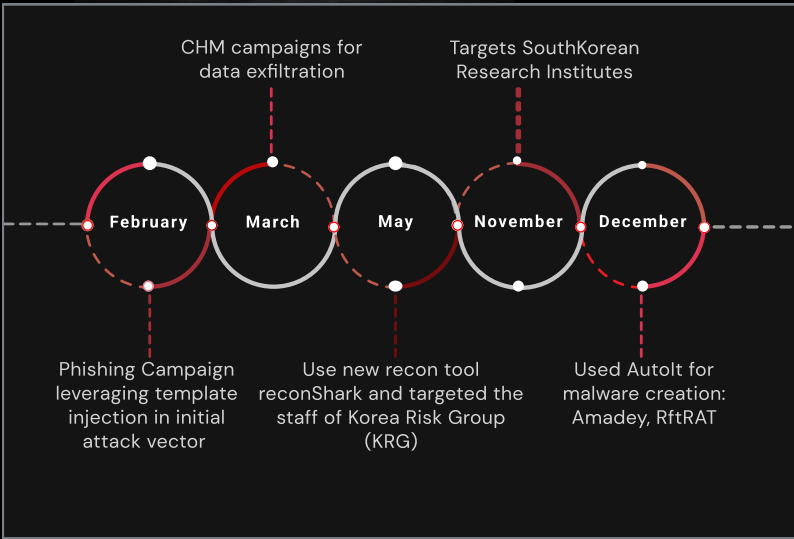 CHM campaigns for
data exfiltration
Targets SouthKorean
Research Institutes
February
March
May
November
December
Phishing Campaign
leveraging template
injection in initial
attack vector
Use new recon tool
reconShark and targeted the
staff of Korea Risk Group
(KRG)
Used AutoIt for
malware creation:
Amadey, RftRAT